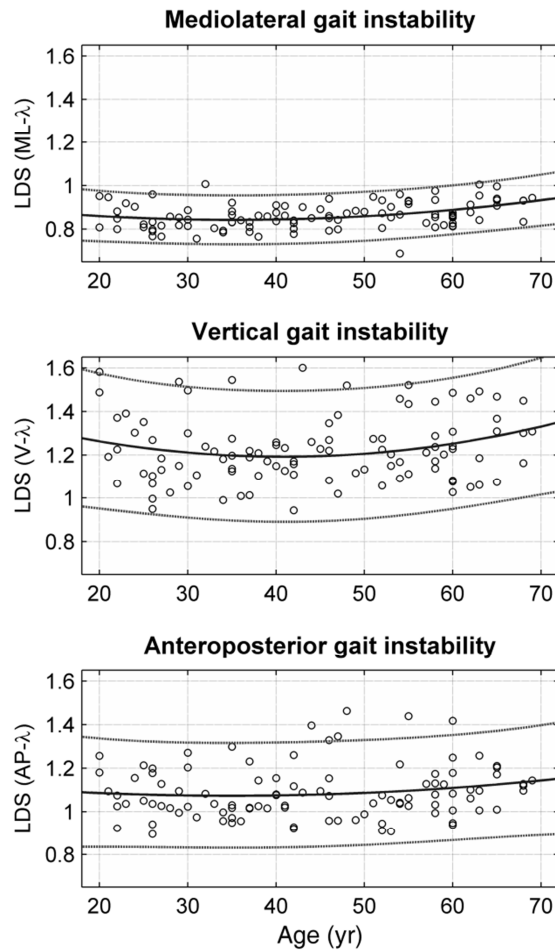 Mediolateral gait instability
1.6
1.4
1.2
1
0.8
LDS (ML-λ)
20 30 40 50 60 70
Vertical gait instability
1.6
1.4
1.2
1
0.8
LDS (V-λ)
20 30 40 50 60 70
Anteroposterior gait instability
1.6
1.4
1.2
1
0.8
LDS (AP-λ)
20 30 40 50 60 70
Age (yr)